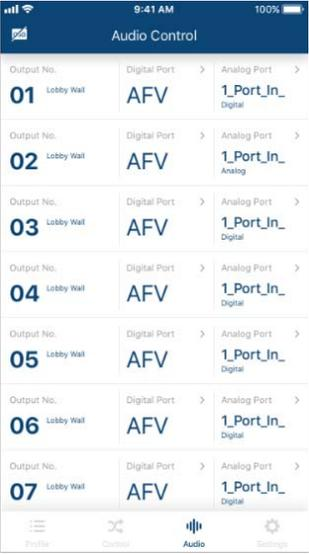 9:41 AM 100%
OSD Audio Control
Output No. Digital Port > Analog Port >
01 Lobby Wall AFV 1_Port_In_
Digital
Output No. Digital Port > Analog Port >
02 Lobby Wall AFV 1_Port_In_
Analog
Output No. Digital Port > Analog Port >
03 Lobby Wall AFV 1_Port_In_
Digital
Output No. Digital Port > Analog Port >
04 Lobby Wall AFV 1_Port_In_
Digital
Output No. Digital Port > Analog Port >
05 Lobby Wall AFV 1_Port_In_
Digital
Output No. Digital Port > Analog Port >
06 Lobby Wall AFV 1_Port_In_
Digital
Output No. Digital Port > Analog Port >
07 Lobby Wall AFV 1_Port_In_
Digital
Profile Control Audio Settings